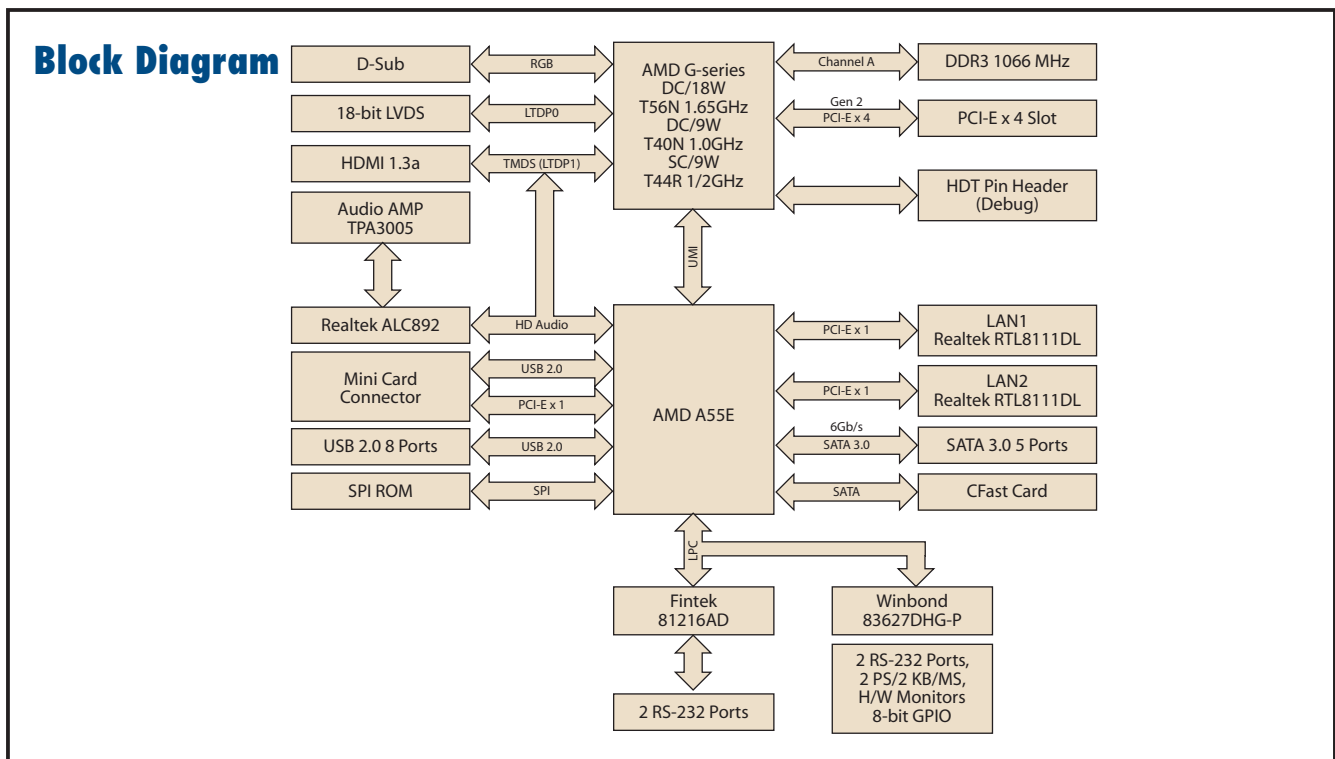 Block Diagram
D-Sub
RGB
18-bit LVDS
LTDP0
HDMI 1.3a
TMDS (LTDP1)
Audio AMP
TPA3005
AMD G-series
DC/18W
T56N 1.65GHz
DC/9W
T40N 1.0GHz
SC/9W
T44R 1/2GHz
Channel A
DDR3 1066 MHz
Gen 2
PCI-E x 4
PCI-E x 4 Slot
HDT Pin Header
(Debug)
UMI
Realtek ALC892
HD Audio
Mini Card
Connector
USB 2.0
PCI-E x 1
USB 2.0 8 Ports
USB 2.0
SPI ROM
SPI
AMD A55E
PCI-E x 1
LAN1
Realtek RTL8111DL
PCI-E x 1
LAN2
Realtek RTL8111DL
6Gb/s
SATA 3.0
SATA 3.0 5 Ports
SATA
CFast Card
LPC
Fintek
81216AD
2 RS-232 Ports
Winbond
83627DHG-P
2 RS-232 Ports,
2 PS/2 KB/MS,
H/W Monitors
8-bit GPIO